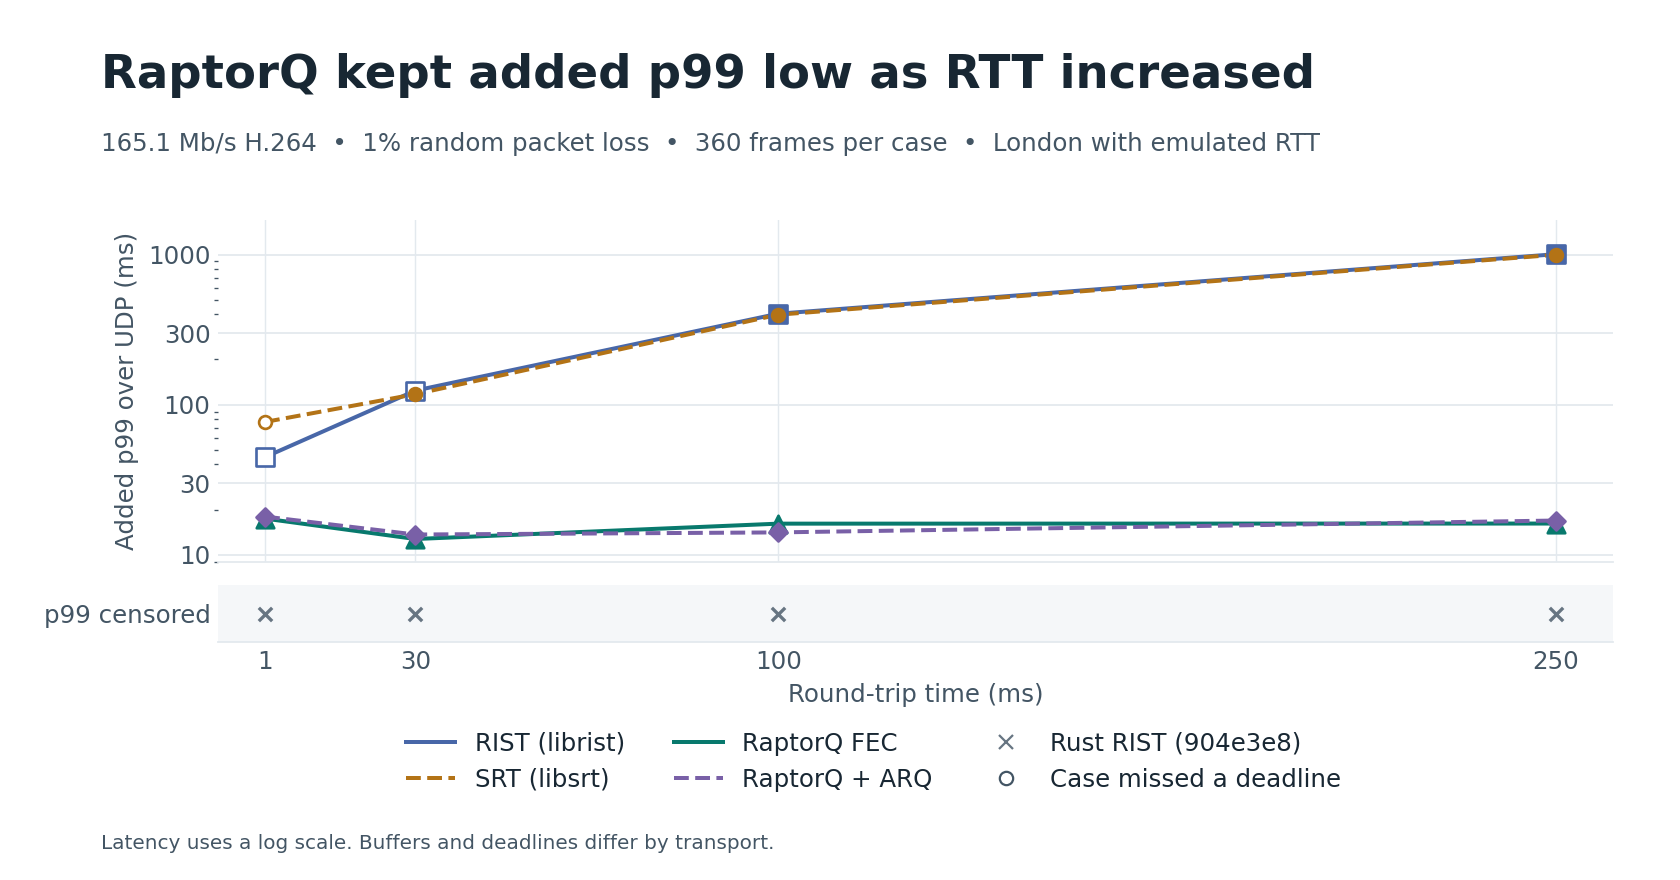 RaptorQ kept added p99 low as RTT increased
165.1 Mb/s H.264 • 1% random packet loss • 360 frames per case • London with emulated RTT
Added p99 over UDP (ms)
1000
300
100
30
10
p99 censored
1 30 100 250
Round-trip time (ms)
RIST (librist) RaptorQ FEC Rust RIST (904e3e8)
SRT (libsrt) RaptorQ + ARQ Case missed a deadline
Latency uses a log scale. Buffers and deadlines differ by transport.